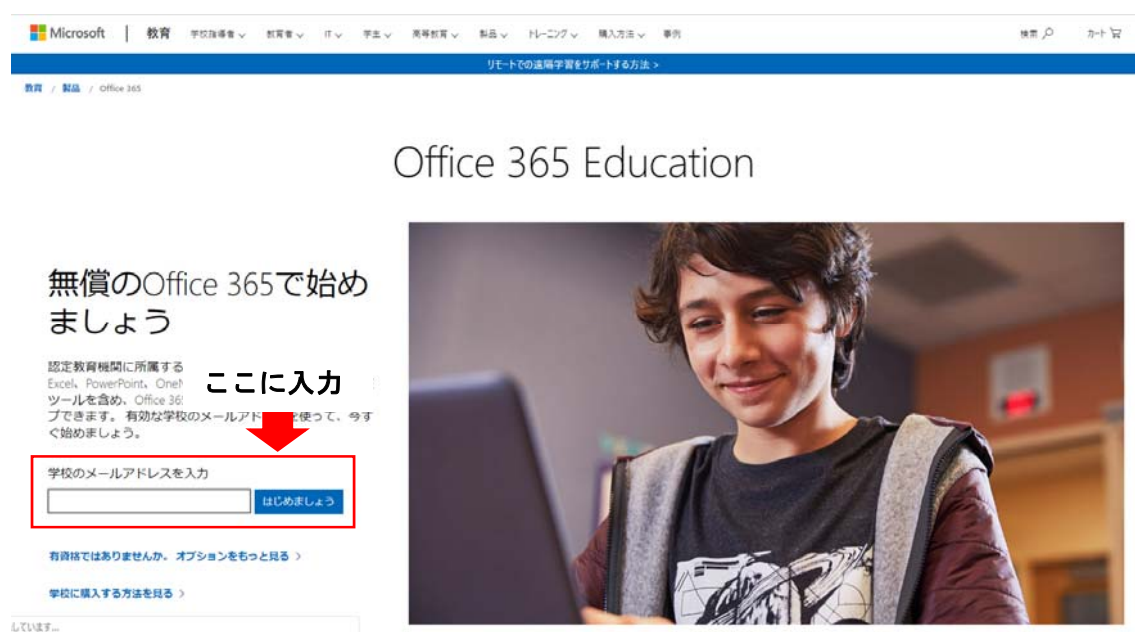 Microsoft 教育 学校指導者 教育者 IT 学生 高等教育 製品 トレーニング 購入方法 事例 検索 カート
リモートでの遠隔学習をサポートする方法 >
教育 / 製品 / Office 365
Office 365 Education
無償のOffice 365で始め
ましょう
認定教育機関に所属する
Excel、PowerPoint、OneN
ツールを含め、Office 36
プできます。 有効な学校のメールアド を使って、今す
ぐ始めましょう。
ここに入力
学校のメールアドレスを入力
はじめましょう
有資格ではありませんか、オプションをもっと見る >
学校に購入する方法を見る >
しています...